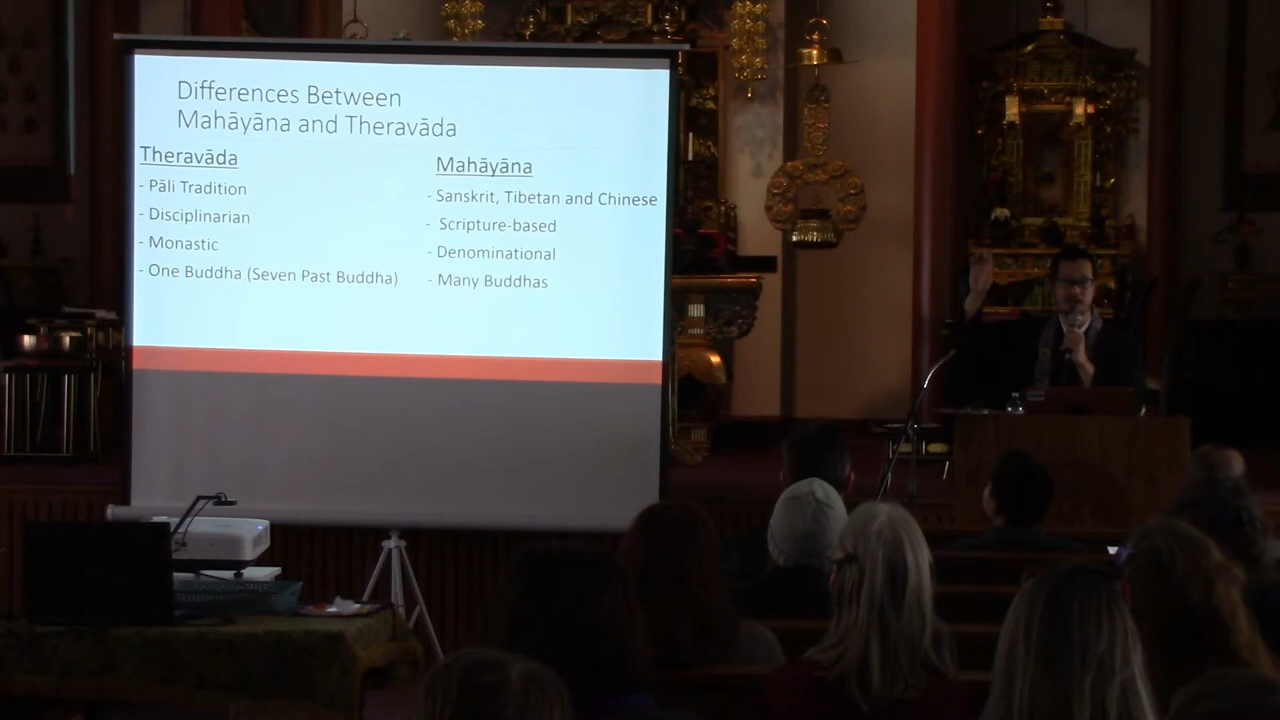 Differences Between
Mahāyāna and Theravāda
Theravāda
- Pāli Tradition
- Disciplinarian
- Monastic
- One Buddha (Seven Past Buddha)
Mahāyāna
- Sanskrit, Tibetan and Chinese
- Scripture-based
- Denominational
- Many Buddhas